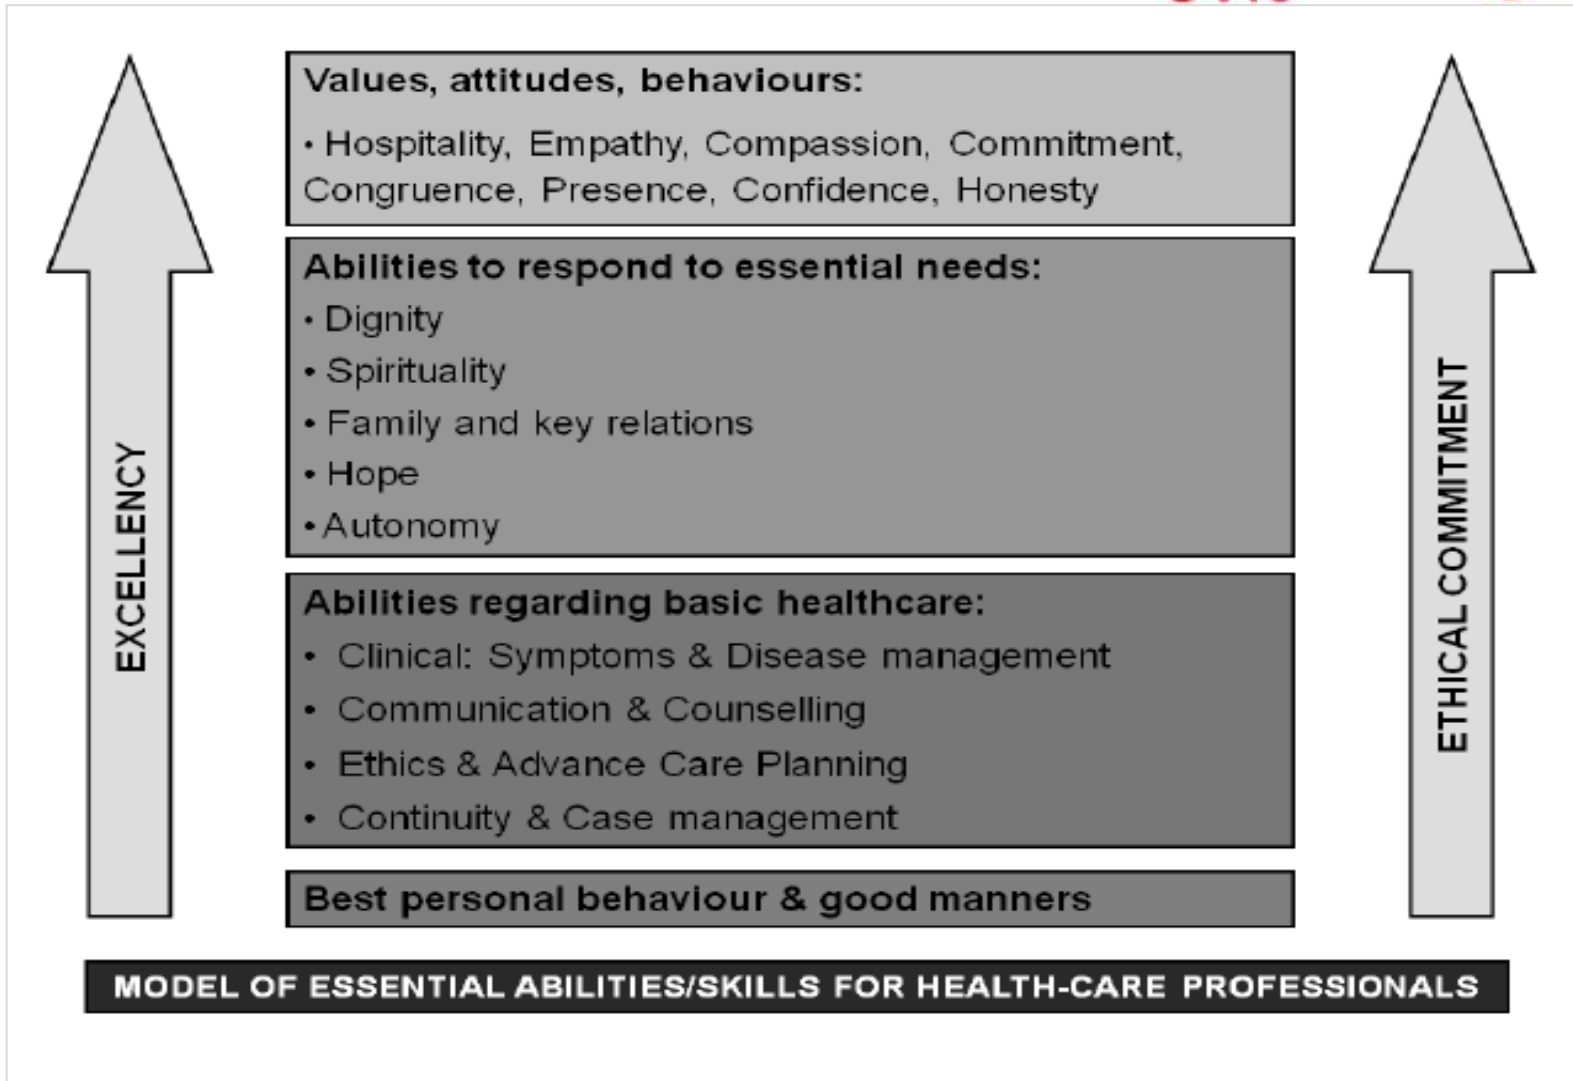 Values, attitudes, behaviours:
• Hospitality, Empathy, Compassion, Commitment,
Congruence, Presence, Confidence, Honesty
Abilities to respond to essential needs:
• Dignity
• Spirituality
• Family and key relations
• Hope
• Autonomy
Abilities regarding basic healthcare:
• Clinical: Symptoms & Disease management
• Communication & Counselling
• Ethics & Advance Care Planning
• Continuity & Case management
Best personal behaviour & good manners
EXCELLENCY
ETHICAL COMMITMENT
MODEL OF ESSENTIAL ABILITIES/SKILLS FOR HEALTH-CARE PROFESSIONALS